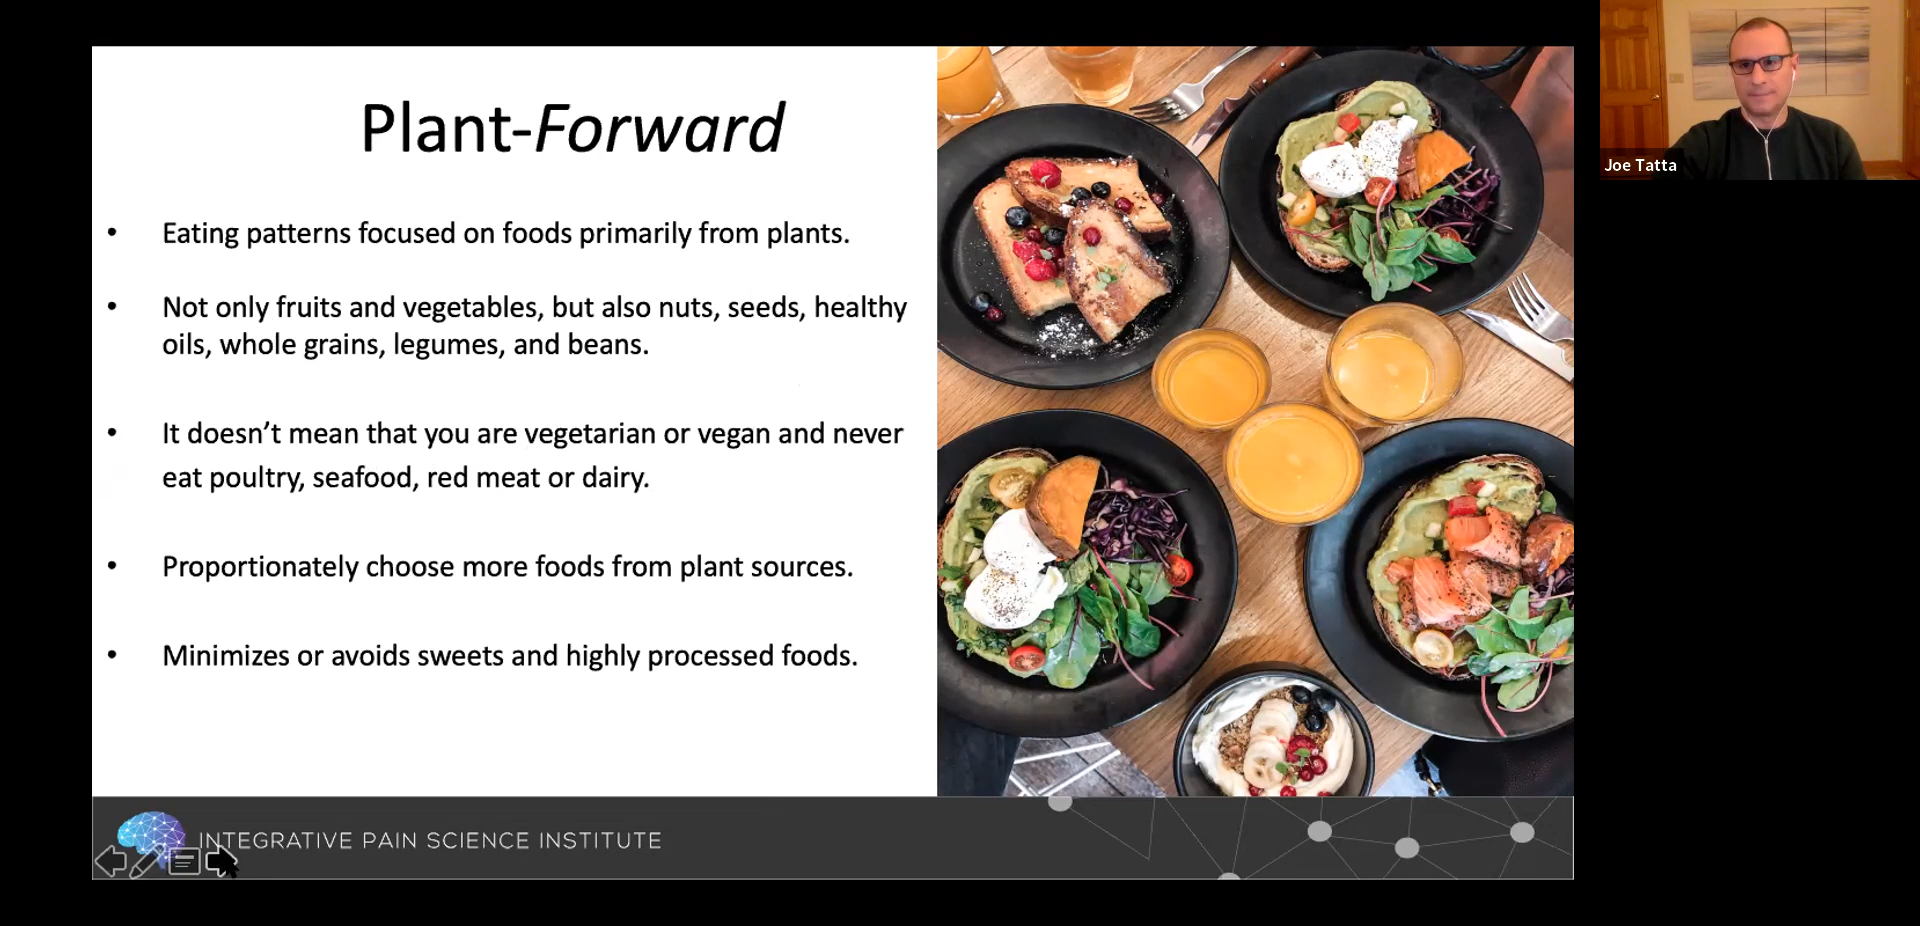 Plant-Forward
• Eating patterns focused on foods primarily from plants.
• Not only fruits and vegetables, but also nuts, seeds, healthy
oils, whole grains, legumes, and beans.
• It doesn’t mean that you are vegetarian or vegan and never
eat poultry, seafood, red meat or dairy.
• Proportionately choose more foods from plant sources.
• Minimizes or avoids sweets and highly processed foods.
INTEGRATIVE PAIN SCIENCE INSTITUTE
Joe Tatta